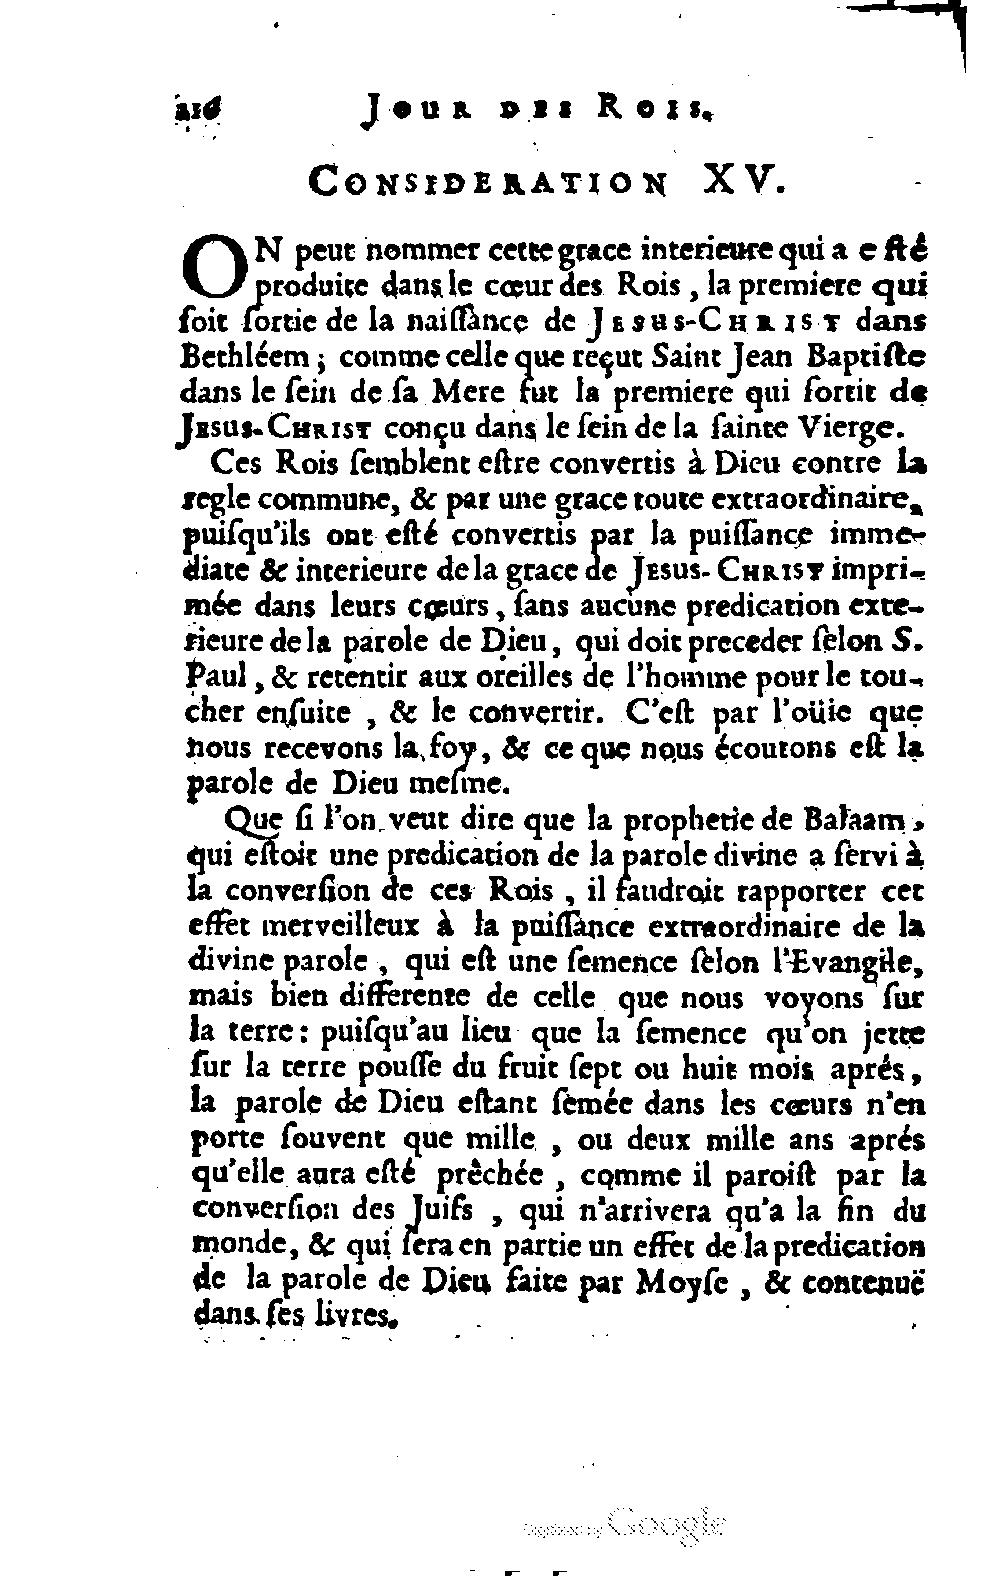 216 JOUR DES ROIS.
CONSIDERATION XV.
ON peut nommer cette grace interieure qui a esté
produite dans le cœur des Rois, la premiere qui
soit sortie de la naissance de JESUS-CHRIST dans
Bethléem ; comme celle que reçut Saint Jean Baptiste
dans le sein de sa Mere fut la premiere qui sortit de
JESUS-CHRIST conçu dans le sein de la sainte Vierge.
Ces Rois semblent estre convertis à Dieu contre la
regle commune, & par une grace toute extraordinaire,
puisqu'ils ont esté convertis par la puissance imme-
diate & interieure de la grace de JESUS-CHRIST impri-
mée dans leurs cœurs, sans aucune predication exte-
rieure de la parole de Dieu, qui doit preceder selon S.
Paul, & retentir aux oreilles de l'homme pour le tou-
cher ensuite, & le convertir. C'est par l'oüie que
nous recevons la foy, & ce que nous écoutons est la
parole de Dieu mesme.
Que si l'on veut dire que la prophetie de Balaam,
qui estoit une predication de la parole divine a servi à
la conversion de ces Rois, il faudroit rapporter cet
effet merveilleux à la puissance extraordinaire de la
divine parole, qui est une semence selon l'Evangile,
mais bien differente de celle que nous voyons sur
la terre : puisqu'au lieu que la semence qu'on jette
sur la terre pousse du fruit sept ou huit mois aprés,
la parole de Dieu estant semée dans les cœurs n'en
porte souvent que mille, ou deux mille ans aprés
qu'elle aura esté prêchée, comme il paroist par la
conversion des Juifs, qui n'arrivera qu'a la fin du
monde, & qui sera en partie un effet de la predication
de la parole de Dieu faite par Moyse, & contenuë
dans ses livres.
Digitized by Google